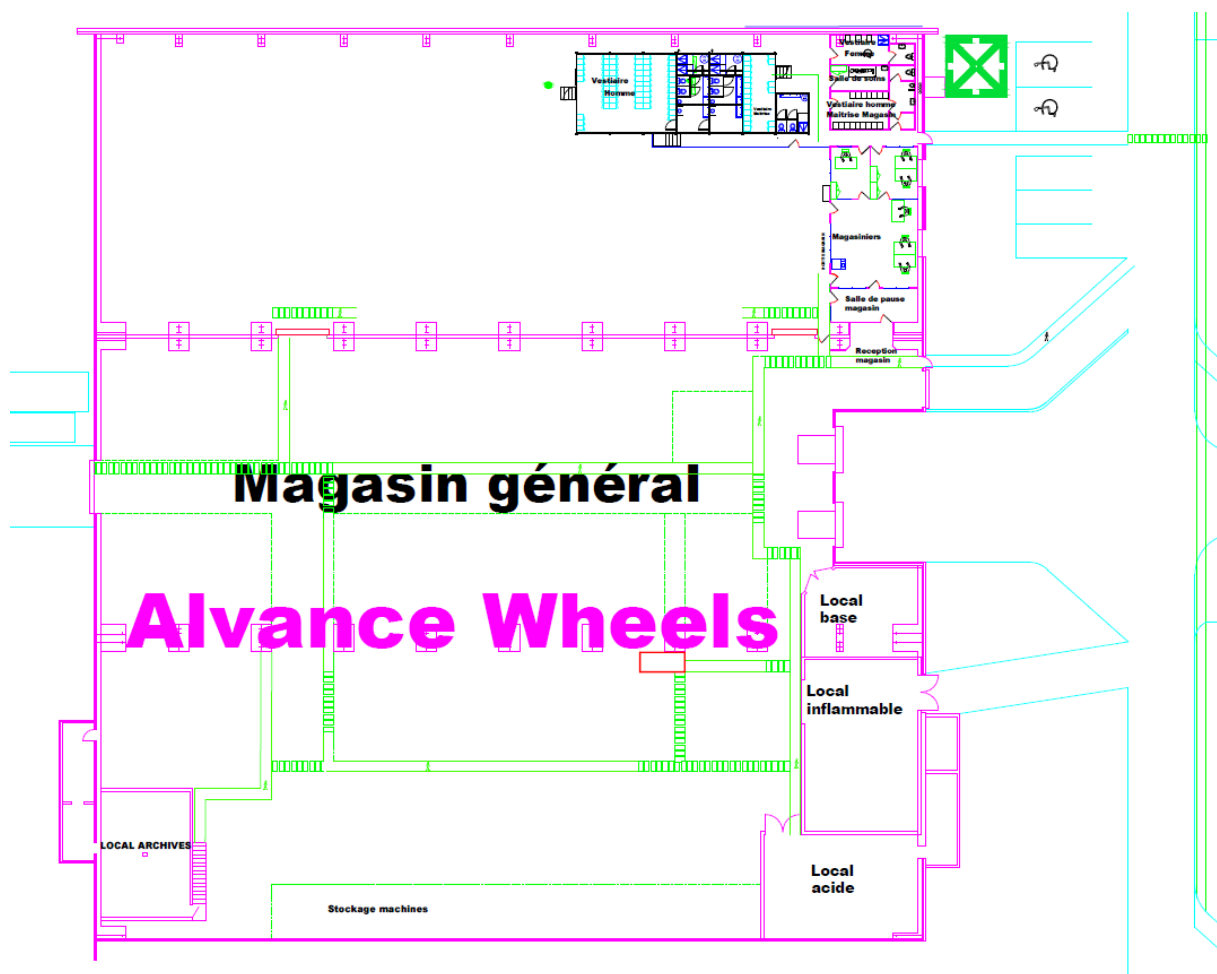 Vestiaire
Femme
Salle de soins
Vestiaire homme
Maitrise Magasin
Vestiaire
Homme
Magasiniers
Salle de pause
magasin
Reception
magasin
Magasin général
Alvance Wheels
Local
base
Local
inflammable
LOCAL ARCHIVES
Local
acide
Stockage machines